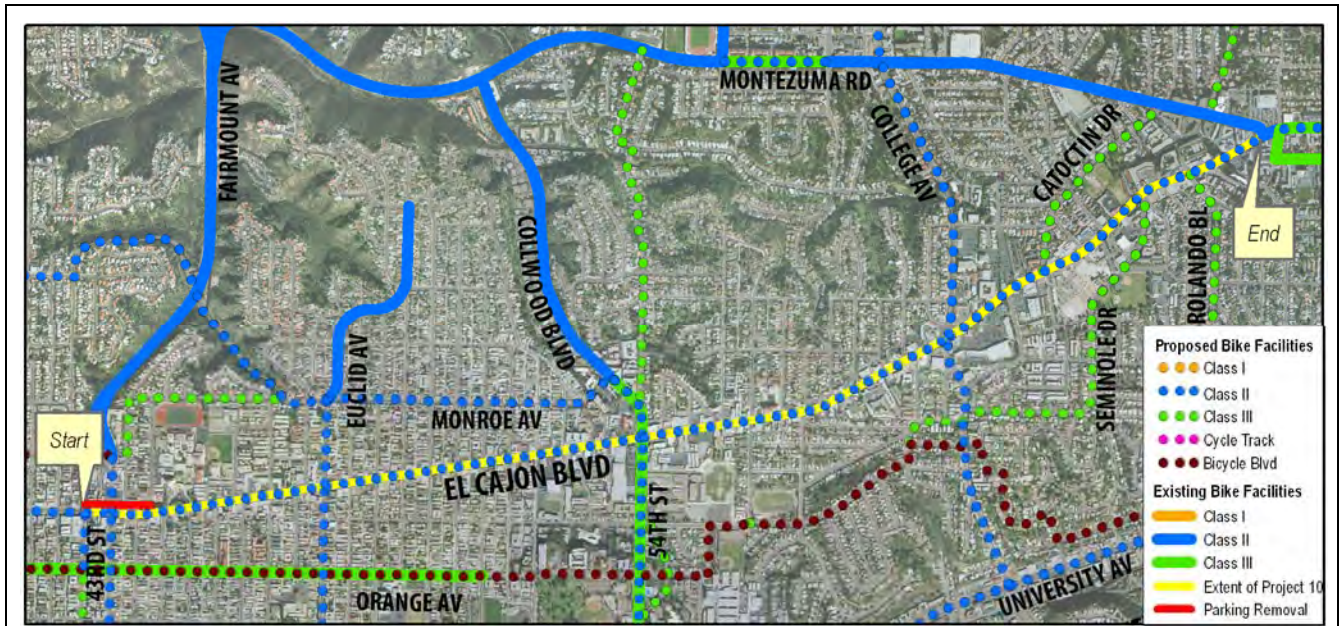 MONTEZUMA RD
FAIRMOUNT AV
COLLEGE AV
CATOCTIN DR
COLLWOOD BLVD
End
ROLANDO BL
EUCLID AV
SEMINOLE DR
MONROE AV
Start
EL CAJON BLVD
43RD ST
54TH ST
ORANGE AV
UNIVERSITY AV
Proposed Bike Facilities
Class I
Class II
Class III
Cycle Track
Bicycle Blvd
Existing Bike Facilities
Class I
Class II
Class III
Extent of Project 10
Parking Removal